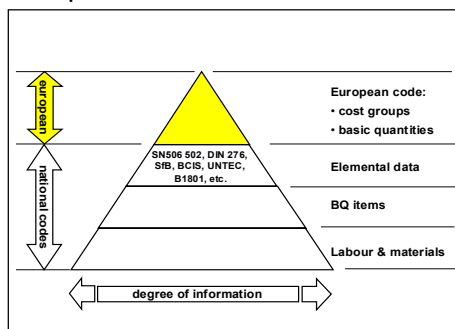 european
national codes
SN506 502, DIN 276,
SfB, BCIS, UNTEC,
B1801, etc.
European code:
• cost groups
• basic quantities
Elemental data
BQ items
Labour & materials
degree of information